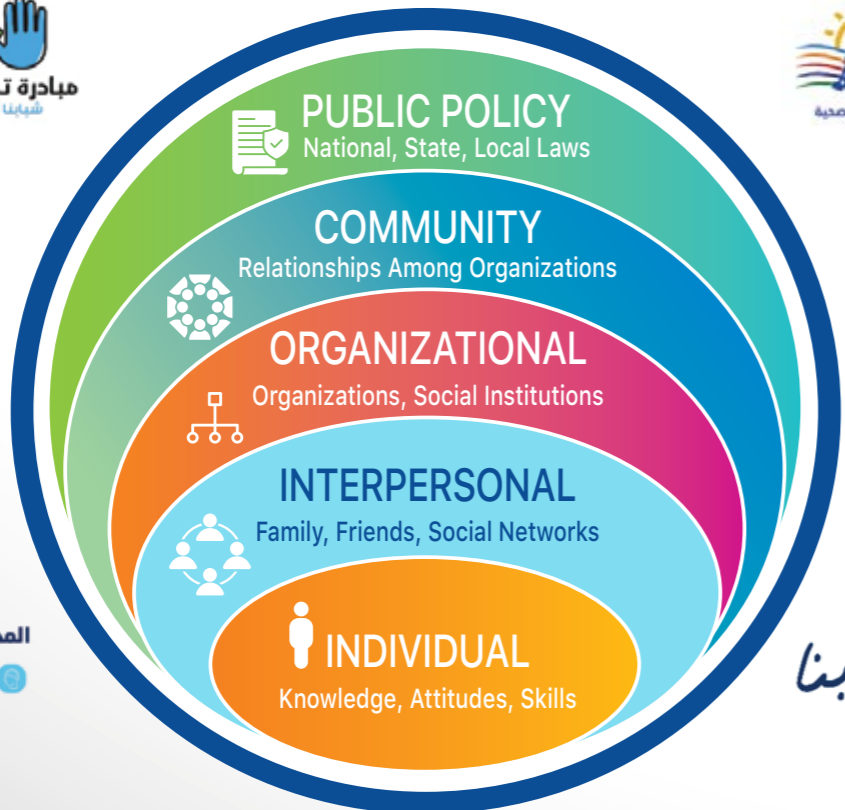 مبادرة
شبابنا
PUBLIC POLICY
National, State, Local Laws
COMMUNITY
Relationships Among Organizations
ORGANIZATIONAL
Organizations, Social Institutions
INTERPERSONAL
Family, Friends, Social Networks
INDIVIDUAL
Knowledge, Attitudes, Skills